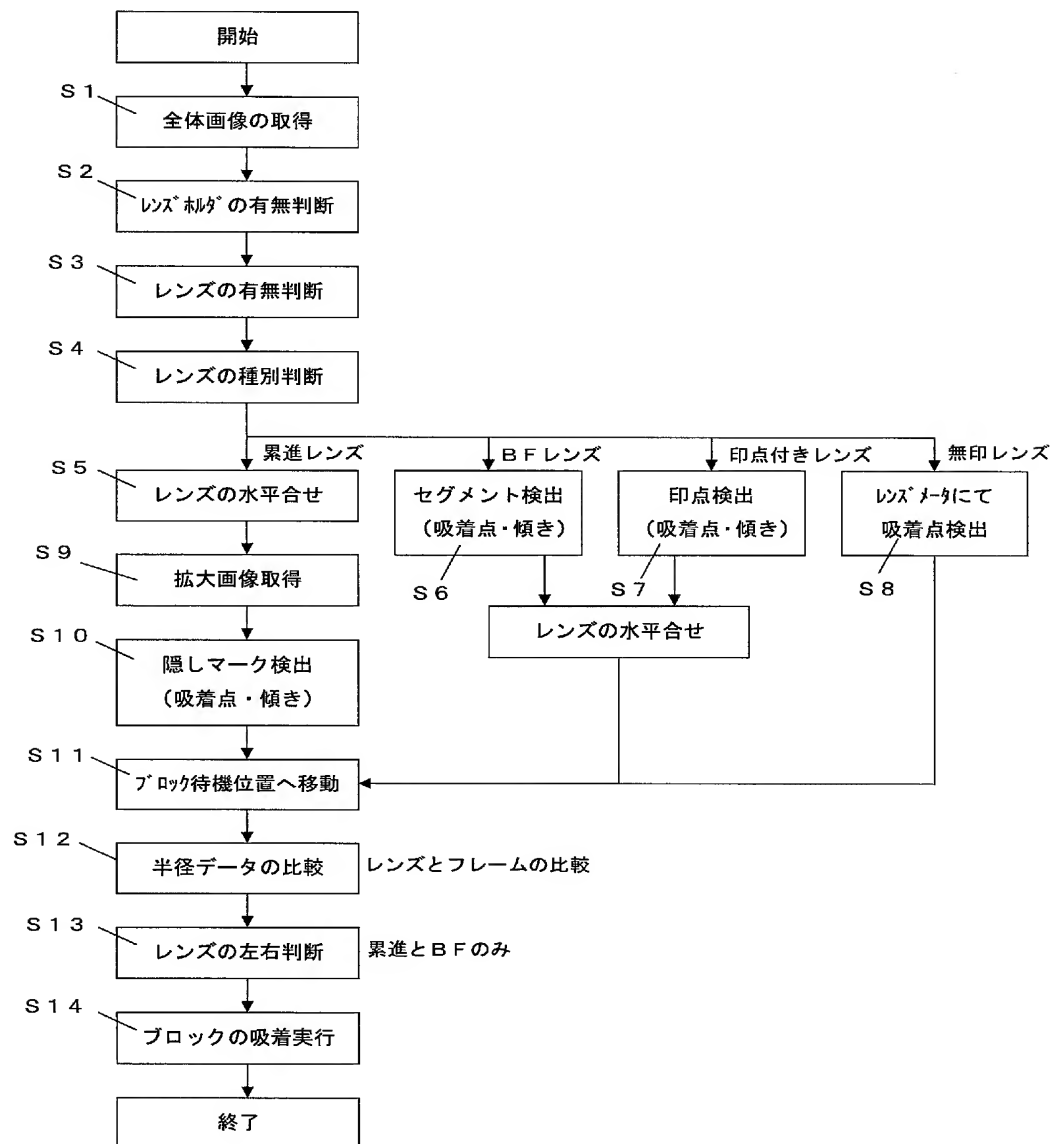 開始
S1
全体画像の取得
S2
レンズホルダの有無判断
S3
レンズの有無判断
S4
レンズの種別判断
累進レンズ
BFレンズ
印点付きレンズ
無印レンズ
S5
レンズの水平合せ
セグメント検出
(吸着点・傾き)
印点検出
(吸着点・傾き)
レンズメータにて
吸着点検出
S9
拡大画像取得
S6
S7
S8
レンズの水平合せ
S10
隠しマーク検出
(吸着点・傾き)
S11
ブロック待機位置へ移動
S12
半径データの比較
レンズとフレームの比較
S13
レンズの左右判断
累進とBFのみ
S14
ブロックの吸着実行
終了